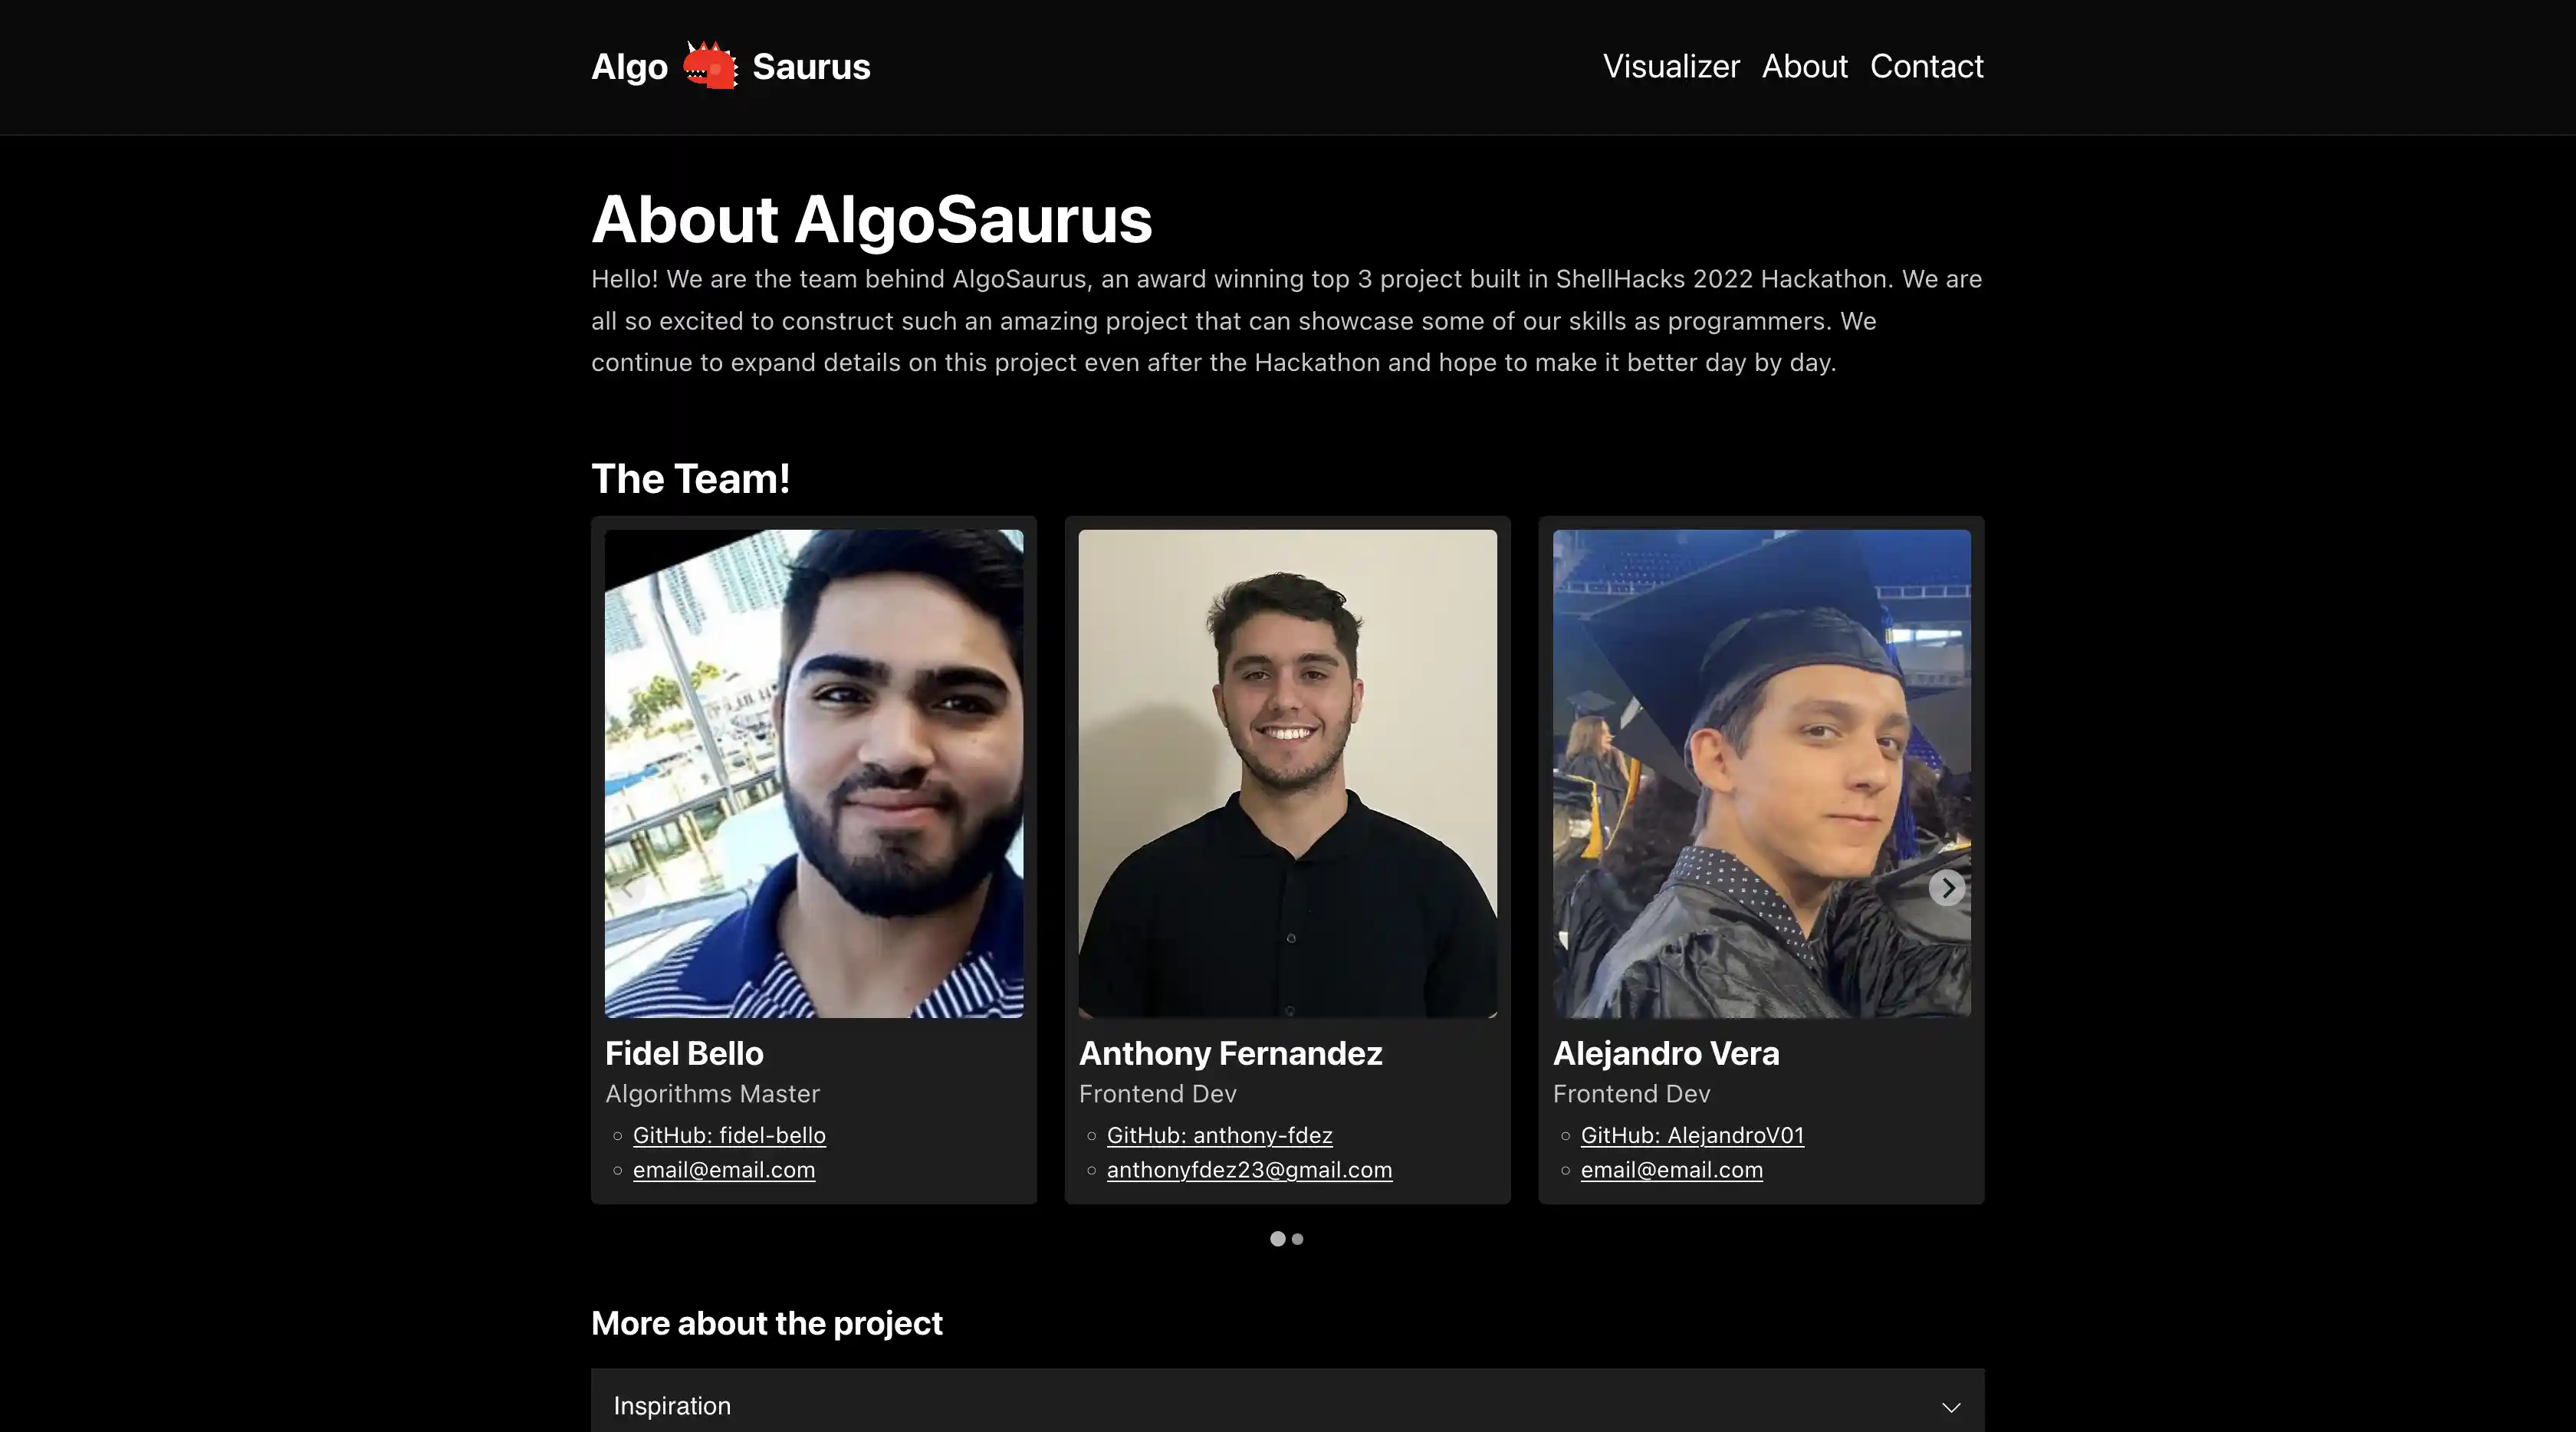 Algo Saurus
Visualizer About Contact
About AlgoSaurus
Hello! We are the team behind AlgoSaurus, an award winning top 3 project built in ShellHacks 2022 Hackathon. We are
all so excited to construct such an amazing project that can showcase some of our skills as programmers. We
continue to expand details on this project even after the Hackathon and hope to make it better day by day.
The Team!
Fidel Bello
Algorithms Master
GitHub: fidel-bello
email@email.com
Anthony Fernandez
Frontend Dev
GitHub: anthony-fdez
anthonyfdez23@gmail.com
Alejandro Vera
Frontend Dev
GitHub: AlejandroV01
email@email.com
More about the project
Inspiration